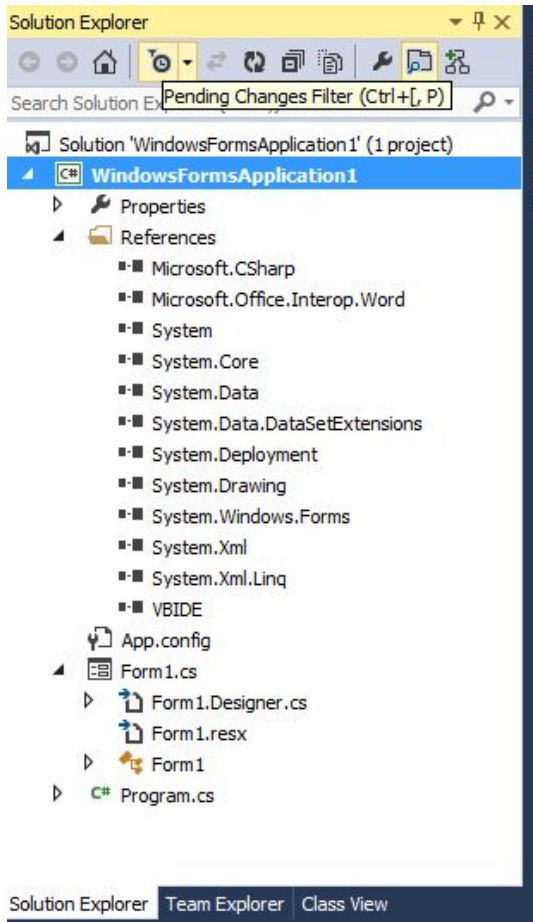 Solution Explorer
Search Solution Ex
Pending Changes Filter (Ctrl+[, P)
Solution 'WindowsFormsApplication1' (1 project)
C# WindowsFormsApplication1
Properties
References
Microsoft.CSharp
Microsoft.Office.Interop.Word
System
System.Core
System.Data
System.Data.DataSetExtensions
System.Deployment
System.Drawing
System.Windows.Forms
System.Xml
System.Xml.Linq
VBIDE
App.config
Form1.cs
Form1.Designer.cs
Form1.resx
Form1
C# Program.cs
Solution Explorer Team Explorer Class View